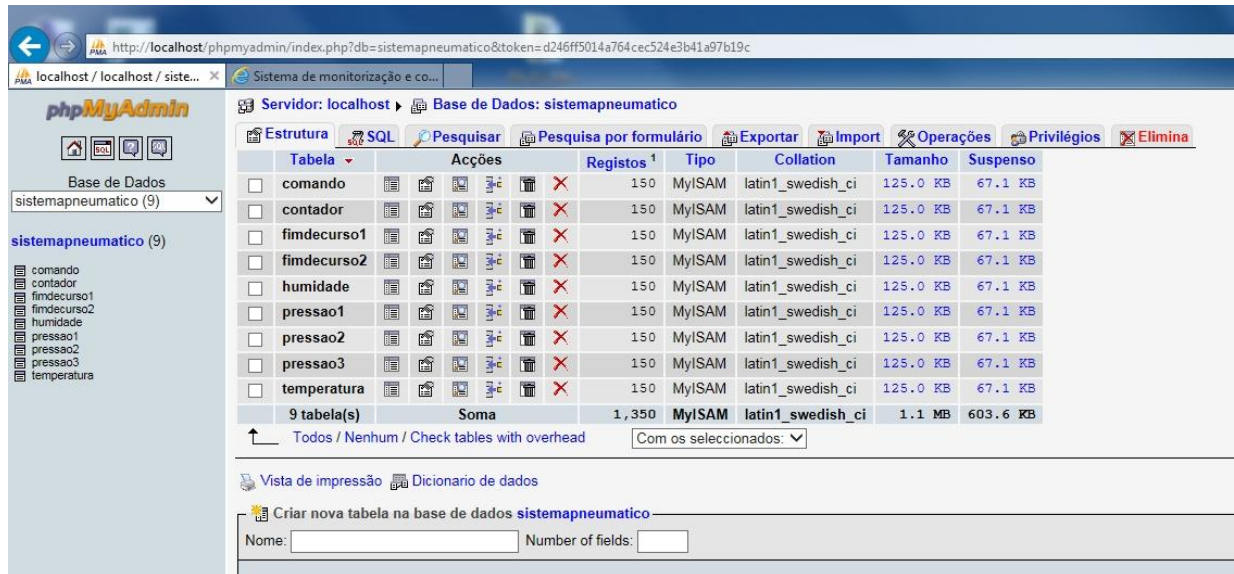 http://localhost/phpmyadmin/index.php?db=sistemapneumatico&token=d246ff5014a764cec524e3b41a97b19c
PMA localhost / localhost / siste... × Sistema de monitorização e co...
phpMyAdmin
SQL
Base de Dados
sistemapneumatico (9)
sistemapneumatico (9)
comando
contador
fimdecurso1
fimdecurso2
humidade
pressao1
pressao2
pressao3
temperatura
Servidor: localhost ▸ Base de Dados: sistemapneumatico
Estrutura SQL Pesquisar Pesquisa por formulário Exportar Import Operações Privilégios Elimina
Tabela Acções Registos 1 Tipo Collation Tamanho Suspenso
comando 150 MyISAM latin1_swedish_ci 125.0 KB 67.1 KB
contador 150 MyISAM latin1_swedish_ci 125.0 KB 67.1 KB
fimdecurso1 150 MyISAM latin1_swedish_ci 125.0 KB 67.1 KB
fimdecurso2 150 MyISAM latin1_swedish_ci 125.0 KB 67.1 KB
humidade 150 MyISAM latin1_swedish_ci 125.0 KB 67.1 KB
pressao1 150 MyISAM latin1_swedish_ci 125.0 KB 67.1 KB
pressao2 150 MyISAM latin1_swedish_ci 125.0 KB 67.1 KB
pressao3 150 MyISAM latin1_swedish_ci 125.0 KB 67.1 KB
temperatura 150 MyISAM latin1_swedish_ci 125.0 KB 67.1 KB
9 tabela(s) Soma 1,350 MyISAM latin1_swedish_ci 1.1 MB 603.6 KB
Todos / Nenhum / Check tables with overhead Com os seleccionados:
Vista de impressão Dicionario de dados
Criar nova tabela na base de dados sistemapneumatico
Nome: Number of fields: